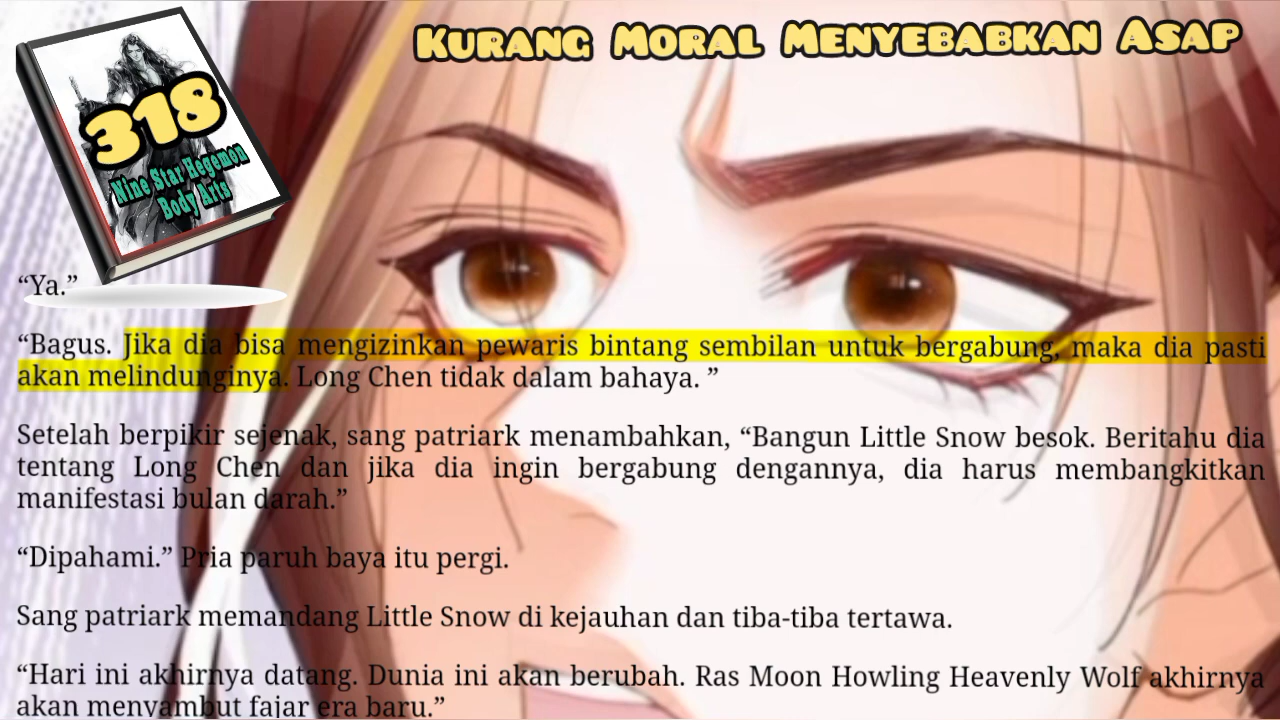 Kurang Moral Menyebabkan Asap
318
Nine Star Hegemon
Body Arts
“Ya.”
“Bagus. Jika dia bisa mengizinkan pewaris bintang sembilan untuk bergabung, maka dia pasti
akan melindunginya. Long Chen tidak dalam bahaya. ”
Setelah berpikir sejenak, sang patriark menambahkan, “Bangun Little Snow besok. Beritahu dia
tentang Long Chen dan jika dia ingin bergabung dengannya, dia harus membangkitkan
manifestasi bulan darah.”
“Dipahami.” Pria paruh baya itu pergi.
Sang patriark memandang Little Snow di kejauhan dan tiba-tiba tertawa.
“Hari ini akhirnya datang. Dunia ini akan berubah. Ras Moon Howling Heavenly Wolf akhirnya
akan menyambut fajar era baru.”